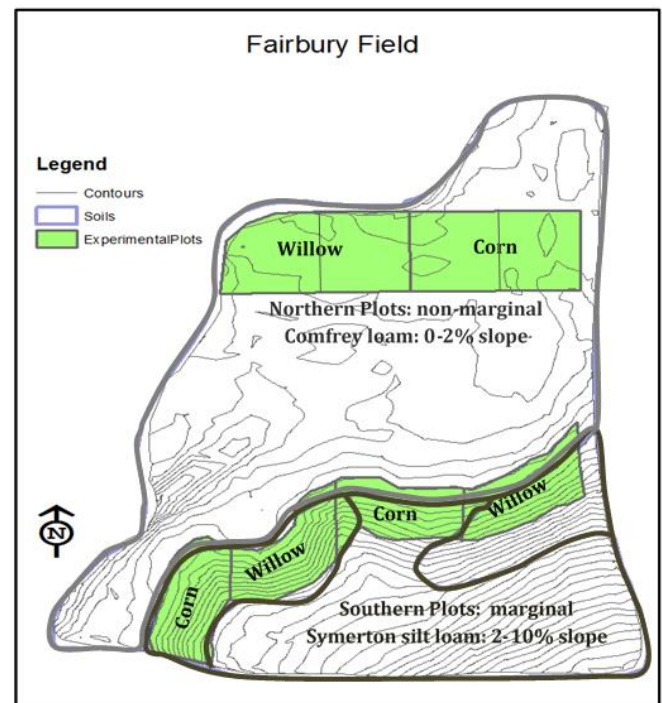 Fairbury Field
Legend
Contours
Soils
ExperimentalPlots
Willow
Corn
Northern Plots: non-marginal
Comfrey loam: 0-2% slope
N
Corn
Willow
Corn
Willow
Southern Plots: marginal
Symerton silt loam: 2-10% slope